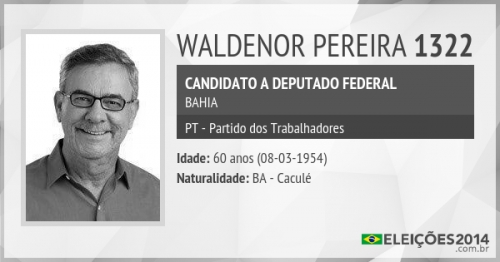 WALDENOR PEREIRA 1322
CANDIDATO A DEPUTADO FEDERAL
BAHIA
PT - Partido dos Trabalhadores
Idade: 60 anos (08-03-1954)
Naturalidade: BA - Caculé
ELEIÇÕES2014
.com.br